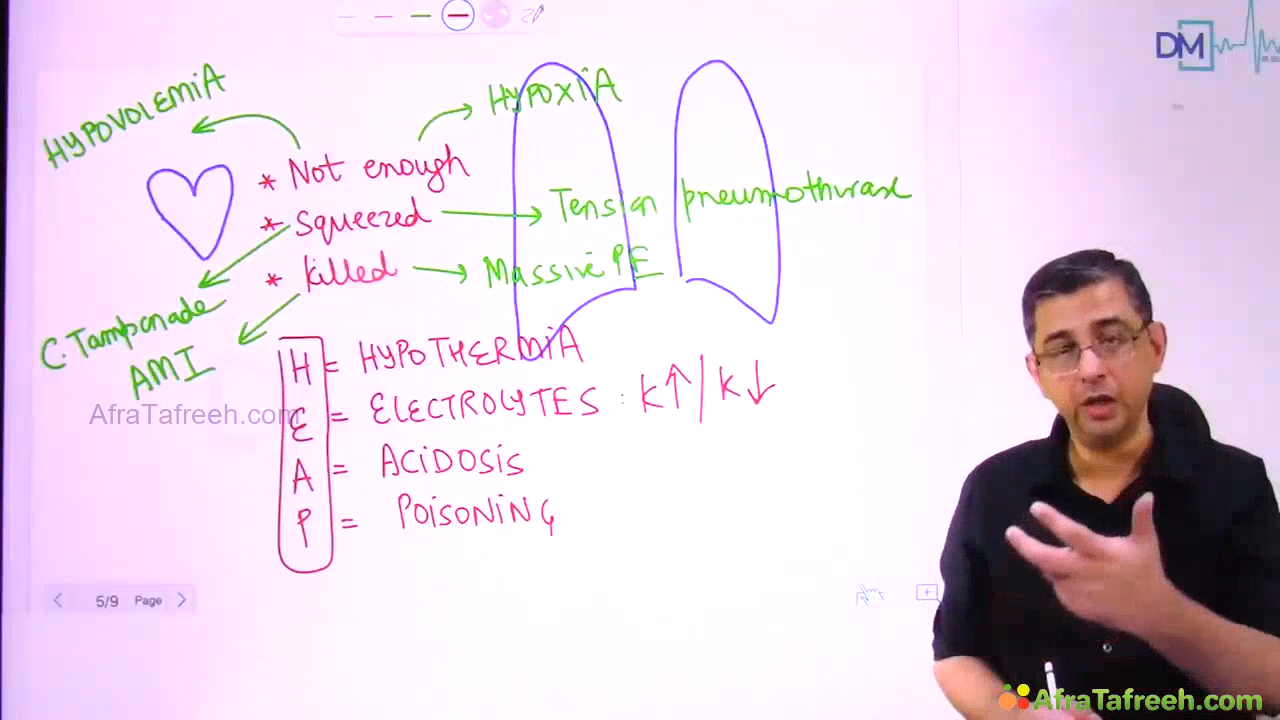 DM
HYPOVOLEMIA
HYPOXIA
* Not enough
* Squeezed
Tension pneumothorax
* Killed
Massive PE
C. Tamponade
AMI
H = HYPOTHERMIA
E = ELECTROLYTES : K↑ / K↓
A = ACIDOSIS
P = POISONING
AfraTafreeh.com
5/9 Page
AfraTafreeh.com